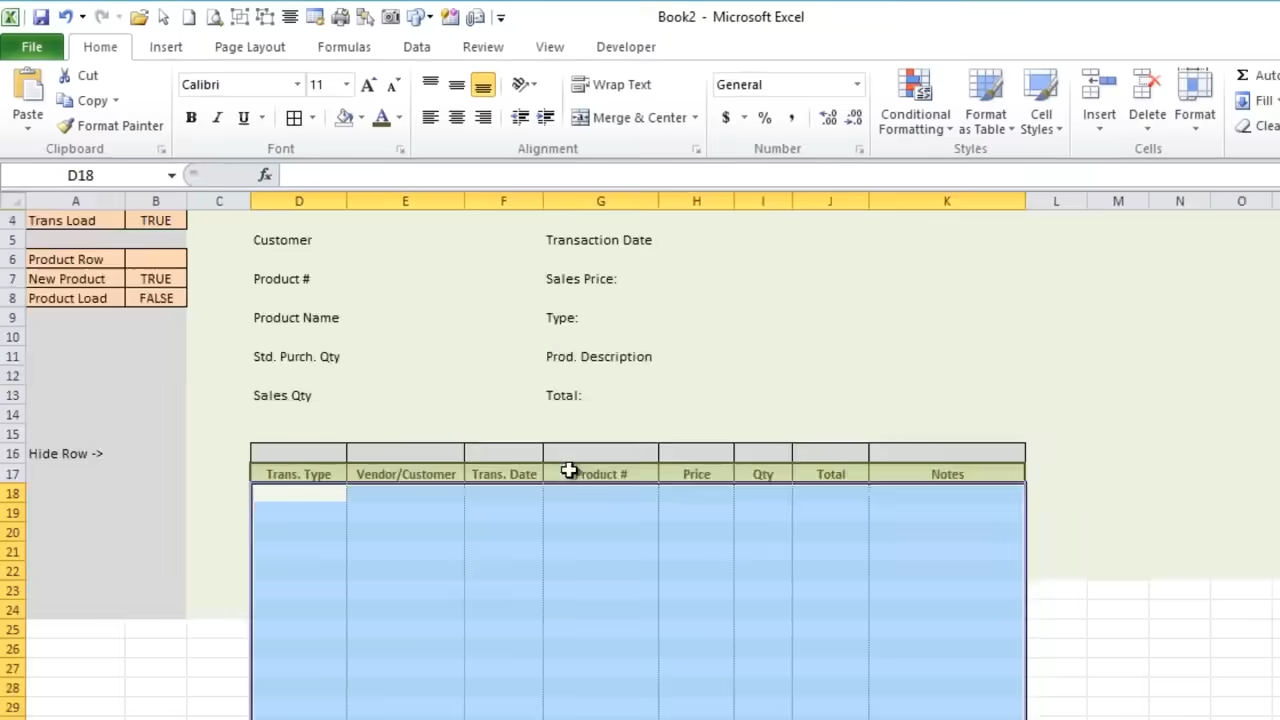 Book2 - Microsoft Excel
File Home Insert Page Layout Formulas Data Review View Developer
Cut Calibri 11 Wrap Text General
Copy
Paste Format Painter B I U Merge & Center $ % , Conditional Formatting Format as Table Cell Styles Insert Delete Format Fill
Clipboard Font Alignment Number Styles Cells
D18 fx
A B C D E F G H I J K L M N O
4 Trans Load TRUE
5 Customer Transaction Date
6 Product Row
7 New Product TRUE Product # Sales Price:
8 Product Load FALSE
9 Product Name Type:
10
11 Std. Purch. Qty Prod. Description
12
13 Sales Qty Total:
14
15
16 Hide Row ->
17 Trans. Type Vendor/Customer Trans. Date Product # Price Qty Total Notes
18
19
20
21
22
23
24
25
26
27
28
29